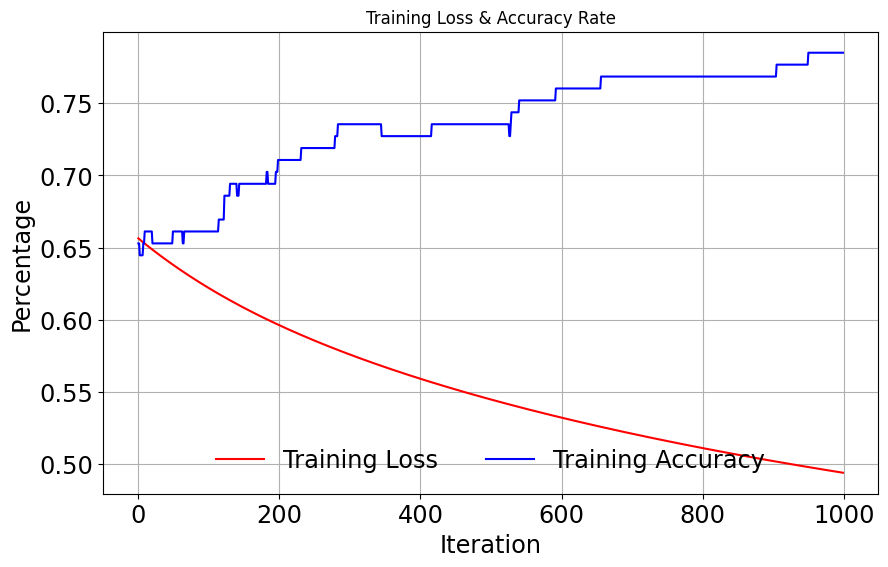 Training Loss & Accuracy Rate
Percentage
0.75
0.70
0.65
0.60
0.55
0.50
Training Loss
Training Accuracy
0
200
400
600
800
1000
Iteration